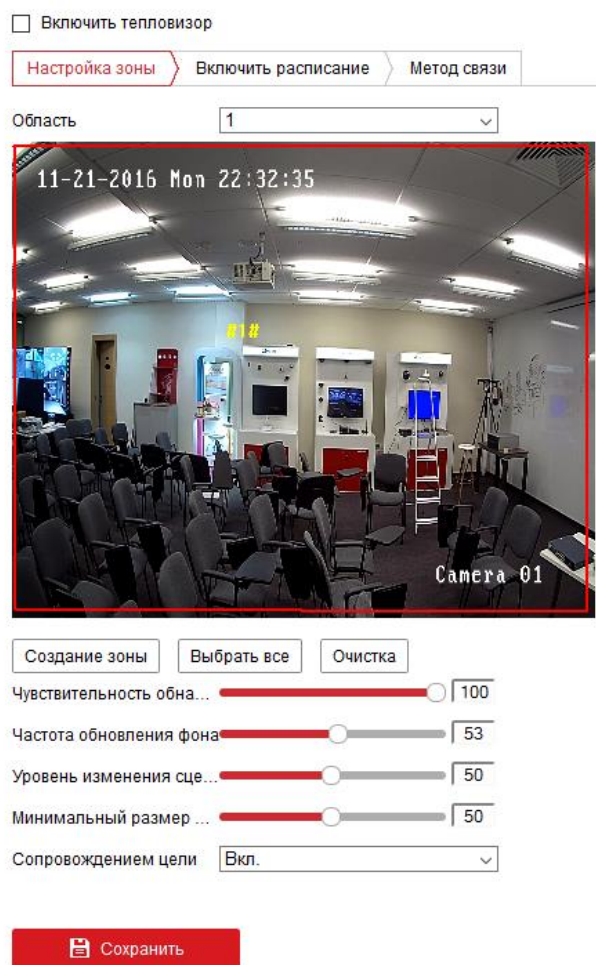 Включить тепловизор
Настройка зоны Включить расписание Метод связи
Область 1
11-21-2016 Mon 22:32:35
#1#
Camera 01
Создание зоны Выбрать все Очистка
Чувствительность обна... 100
Частота обновления фона 53
Уровень изменения сце... 50
Минимальный размер ... 50
Сопровождением цели Вкл.
Сохранить